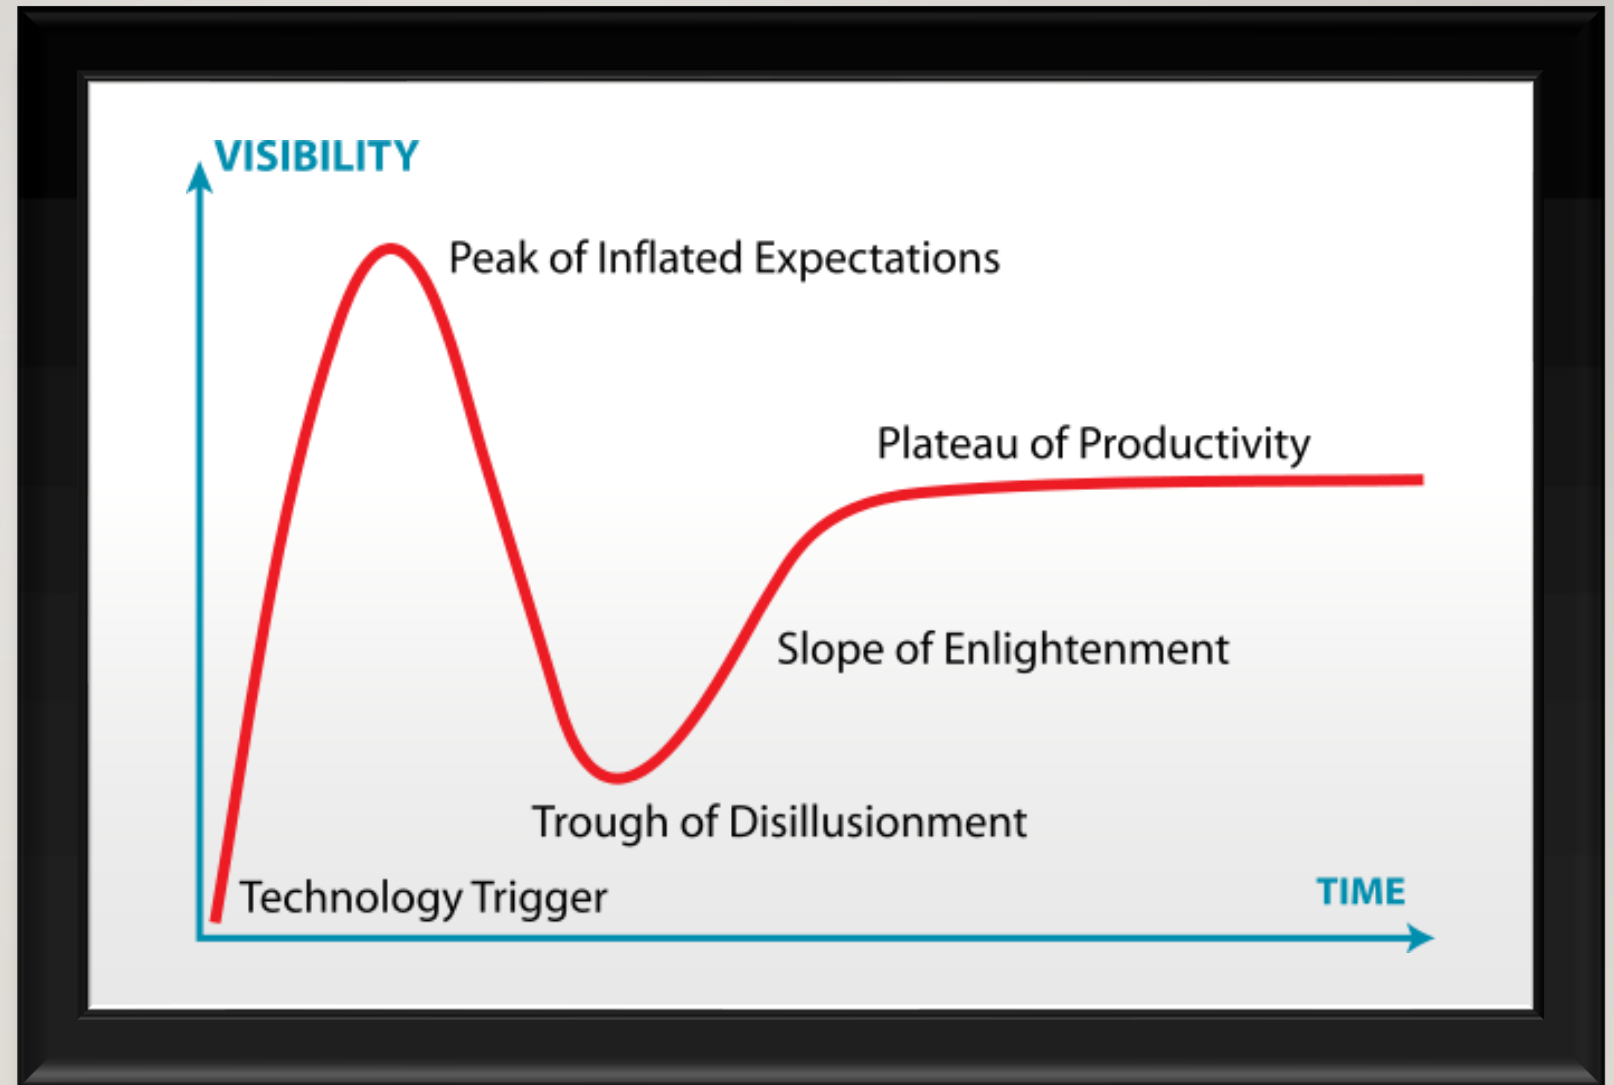 VISIBILITY
Peak of Inflated Expectations
Plateau of Productivity
Slope of Enlightenment
Trough of Disillusionment
Technology Trigger
TIME